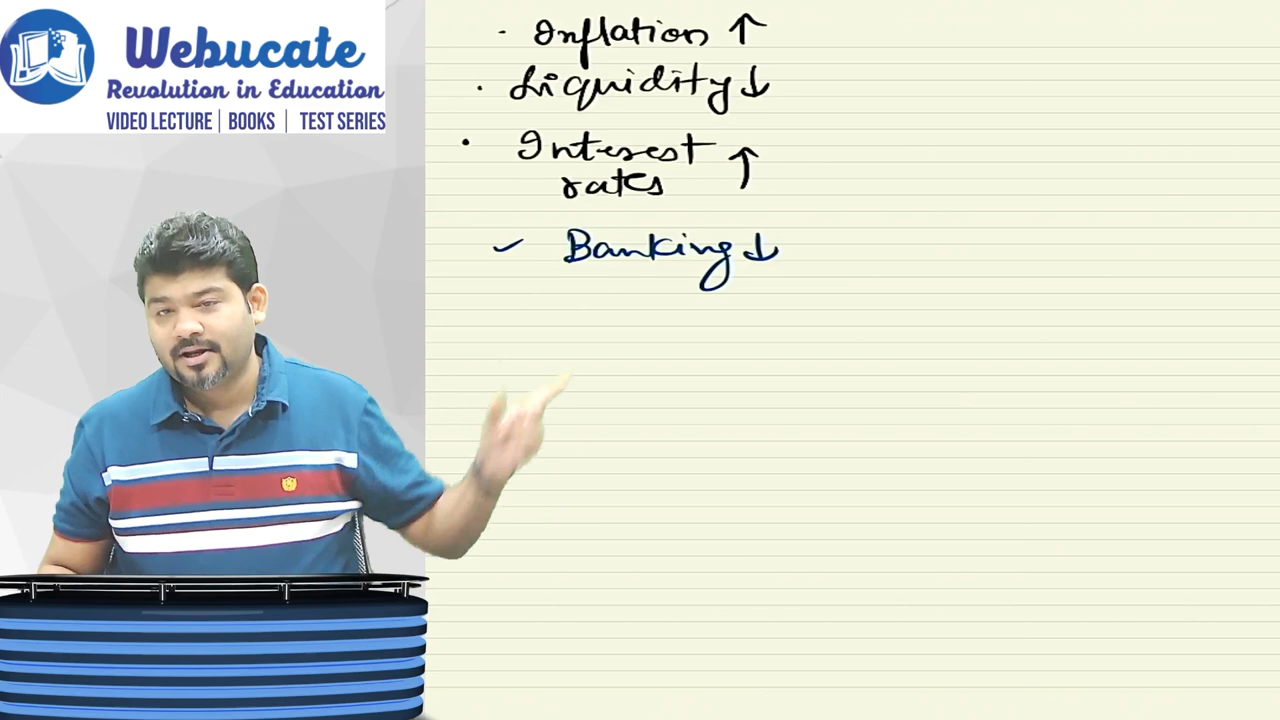 Webucate
Revolution in Education
VIDEO LECTURE | BOOKS | TEST SERIES
· Inflation ↑
· Liquidity ↓
· Interest ↑
rates
✓ Banking ↓